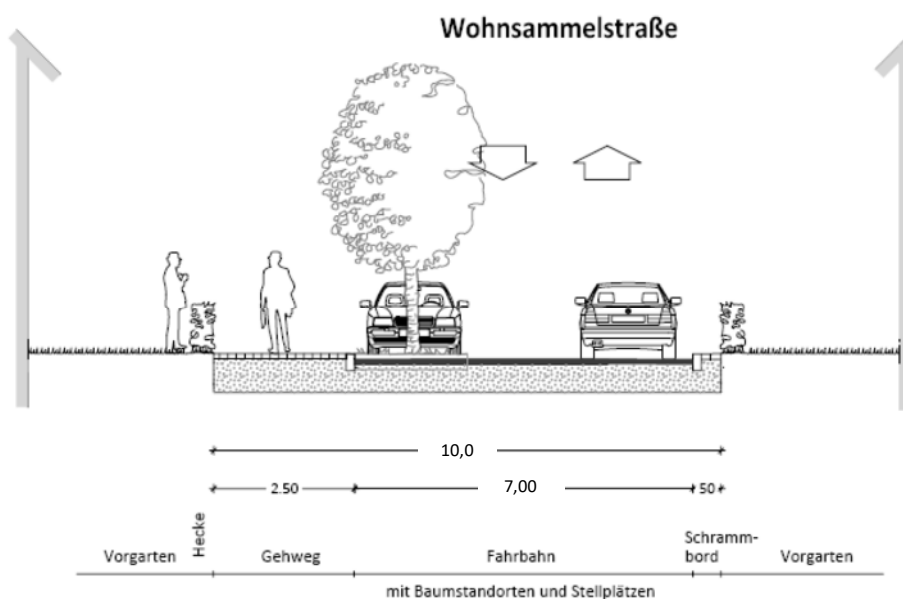 Wohnsammelstraße
10,0
2.50 7,00 50
Hecke
Vorgarten Gehweg Fahrbahn Schramm-
bord Vorgarten
mit Baumstandorten und Stellplätzen